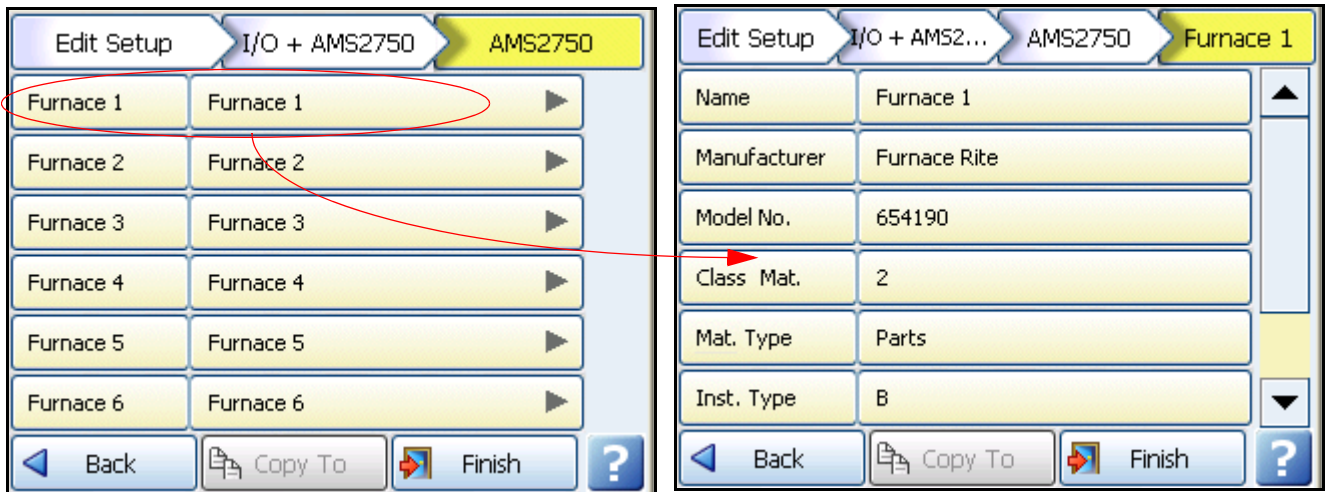 Edit Setup I/O + AMS2750 AMS2750
Furnace 1 Furnace 1
Furnace 2 Furnace 2
Furnace 3 Furnace 3
Furnace 4 Furnace 4
Furnace 5 Furnace 5
Furnace 6 Furnace 6
Back Copy To Finish ?
Edit Setup I/O + AMS2... AMS2750 Furnace 1
Name Furnace 1
Manufacturer Furnace Rite
Model No. 654190
Class Mat. 2
Mat. Type Parts
Inst. Type B
Back Copy To Finish ?